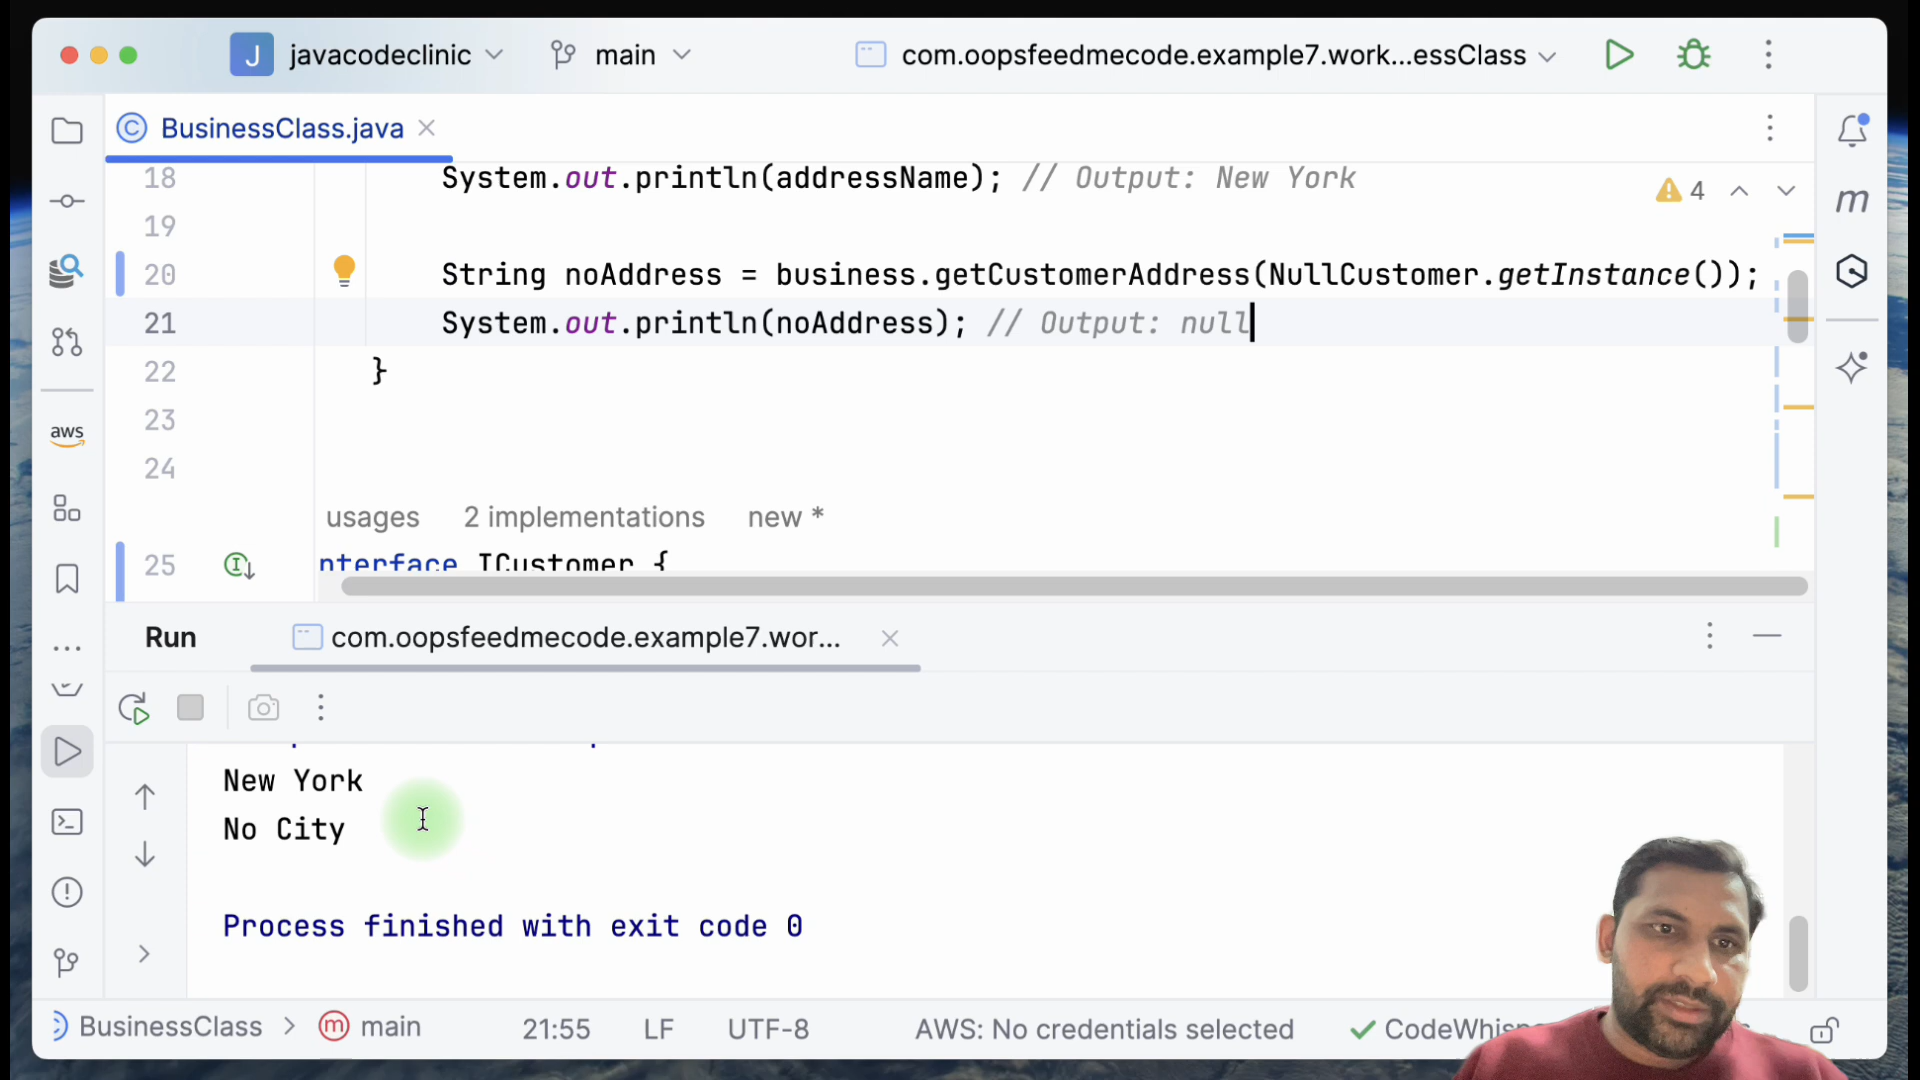 J javacodeclinic main com.oopsfeedmecode.example7.work...essClass
BusinessClass.java
18 System.out.println(addressName); // Output: New York
4
19
20 String noAddress = business.getCustomerAddress(NullCustomer.getInstance());
21 System.out.println(noAddress); // Output: null
22 }
23
24
usages 2 implementations new *
25 nterface ICustomer {
aws
m
Run com.oopsfeedmecode.example7.wor...
New York
No City
Process finished with exit code 0
BusinessClass > main 21:55 LF UTF-8 AWS: No credentials selected